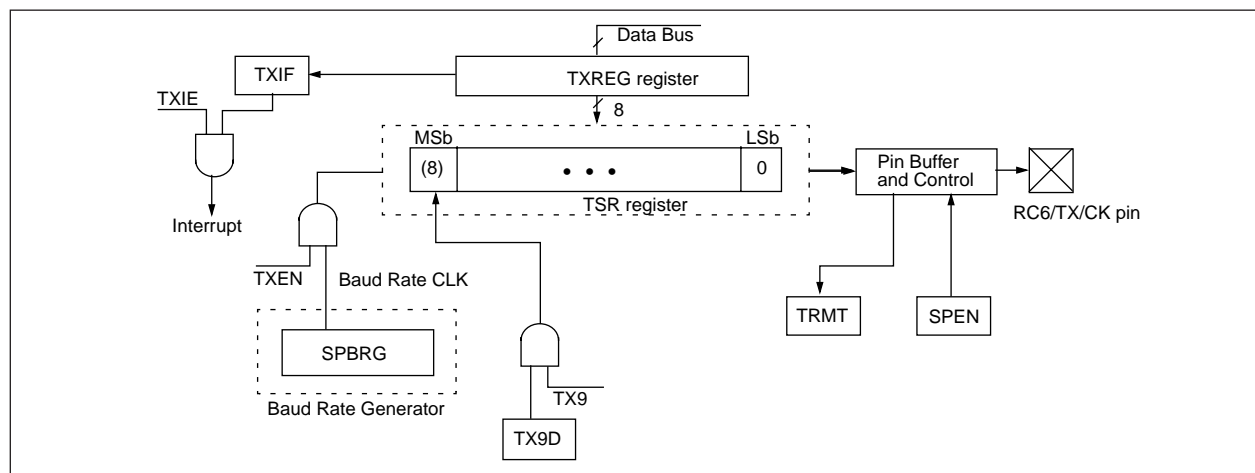 Data Bus
TXIF
TXREG register
TXIE
8
MSb
LSb
(8)
• • •
0
Pin Buffer
and Control
TSR register
Interrupt
RC6/TX/CK pin
TXEN
Baud Rate CLK
TRMT
SPEN
SPBRG
TX9
Baud Rate Generator
TX9D